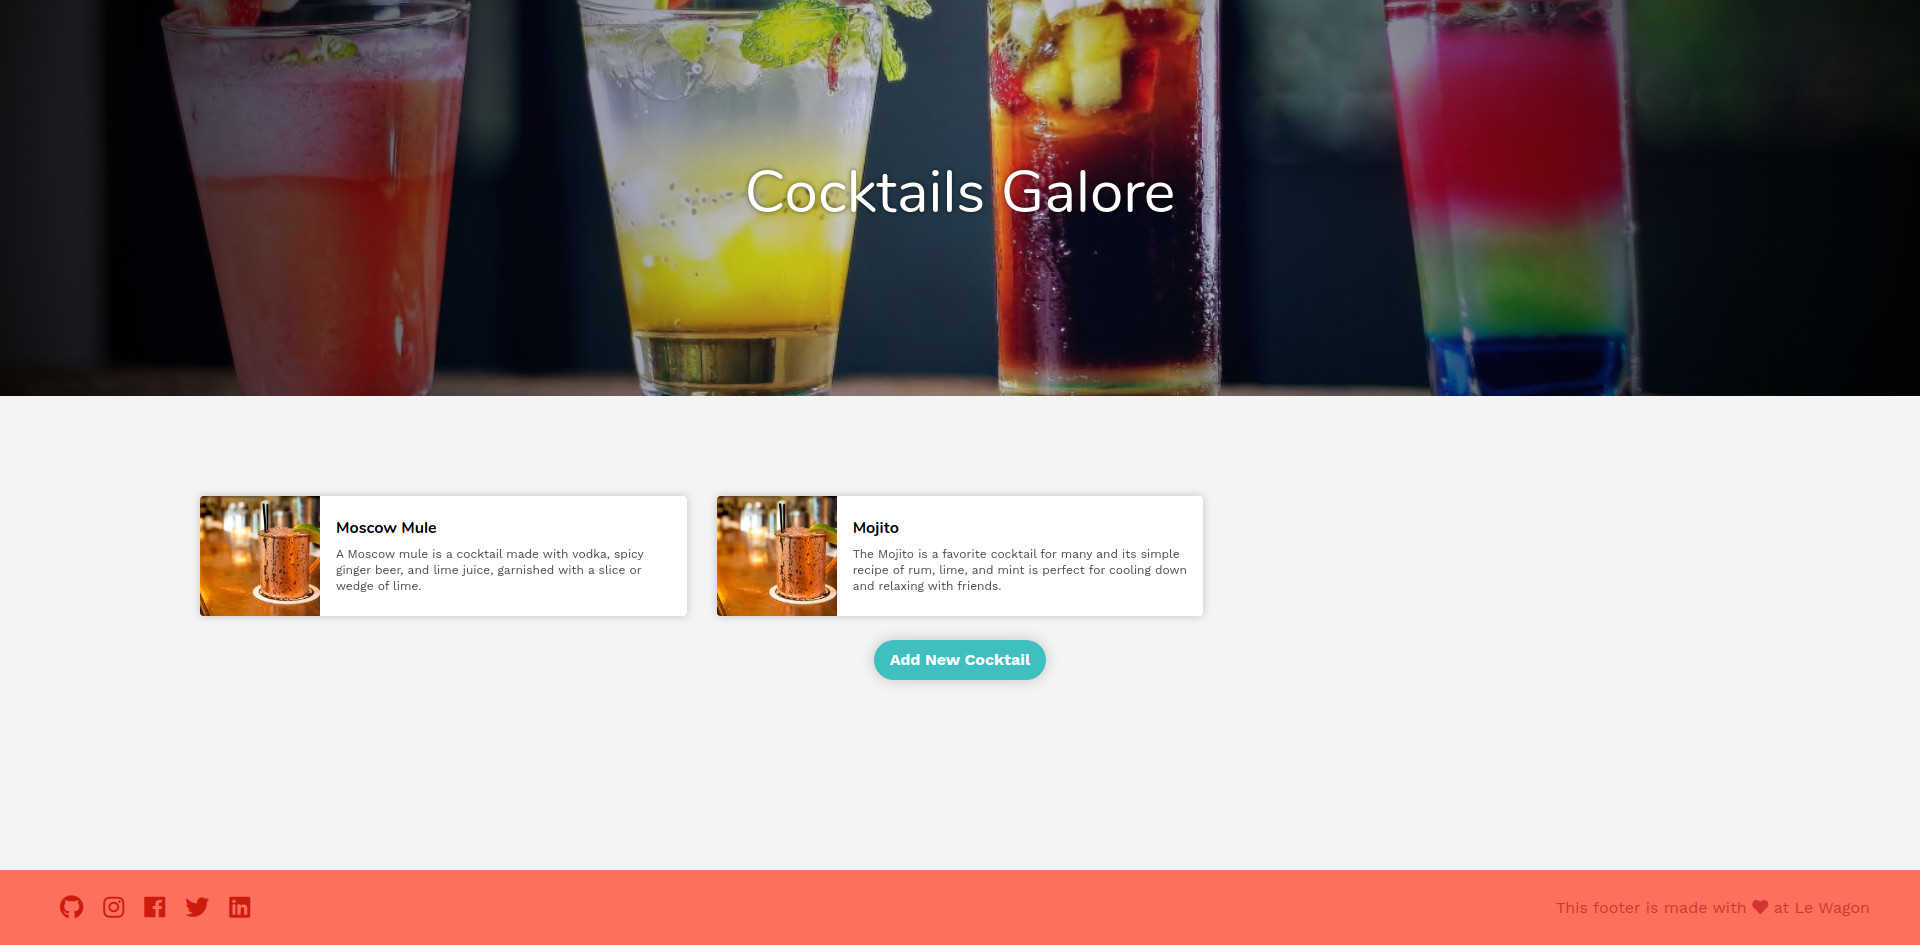 Cocktails Galore
Moscow Mule
A Moscow mule is a cocktail made with vodka, spicy
ginger beer, and lime juice, garnished with a slice or
wedge of lime.
Mojito
The Mojito is a favorite cocktail for many and its simple
recipe of rum, lime, and mint is perfect for cooling down
and relaxing with friends.
Add New Cocktail
This footer is made with ♥ at Le Wagon